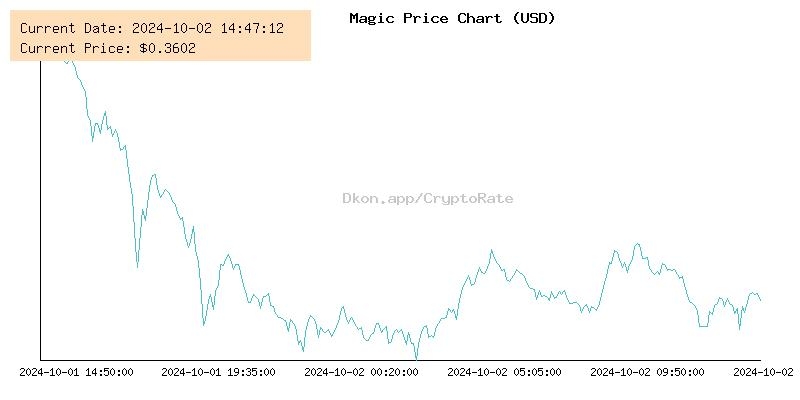 Magic Price Chart (USD)
Current Date: 2024-10-02 14:47:12
Current Price: $0.3602
Dkon.app/CryptoRate
2024-10-01 14:50:00 2024-10-01 19:35:00 2024-10-02 00:20:00 2024-10-02 05:05:00 2024-10-02 09:50:00 2024-10-02